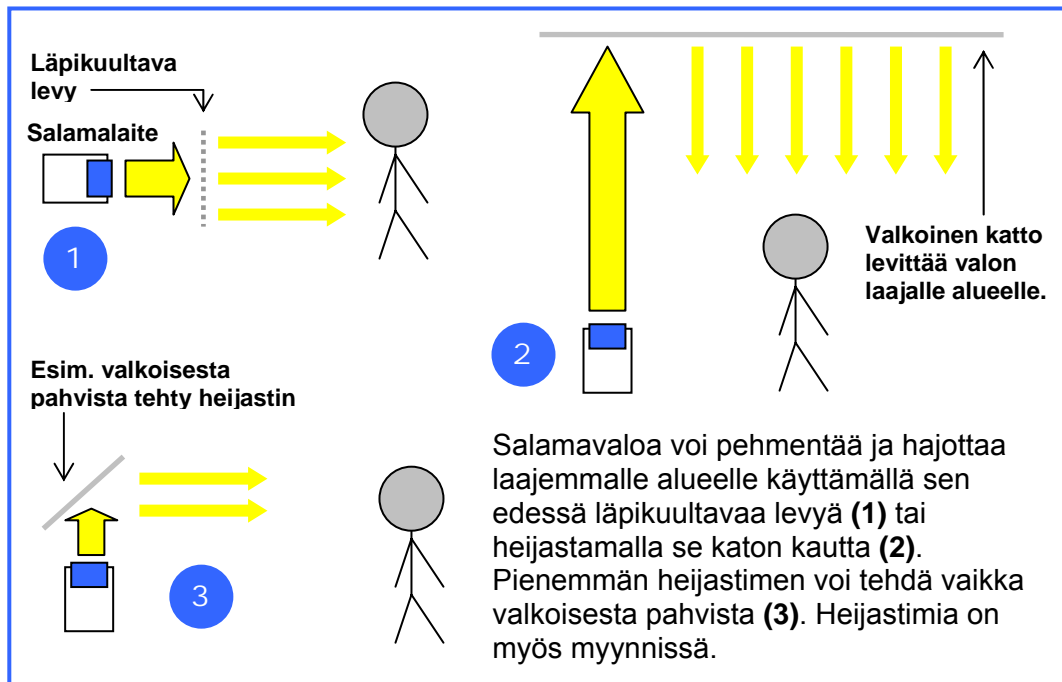 Läpikuultava
levy
Salamalaite
1
Valkoinen katto
levittää valon
laajalle alueelle.
2
Esim. valkoisesta
pahvista tehty heijastin
3
Salamavaloa voi pehmentää ja hajottaa
laajemmalle alueelle käyttämällä sen
edessä läpikuultavaa levyä (1) tai
heijastamalla se katon kautta (2).
Pienemmän heijastimen voi tehdä vaikka
valkoisesta pahvista (3). Heijastimia on
myös myynnissä.